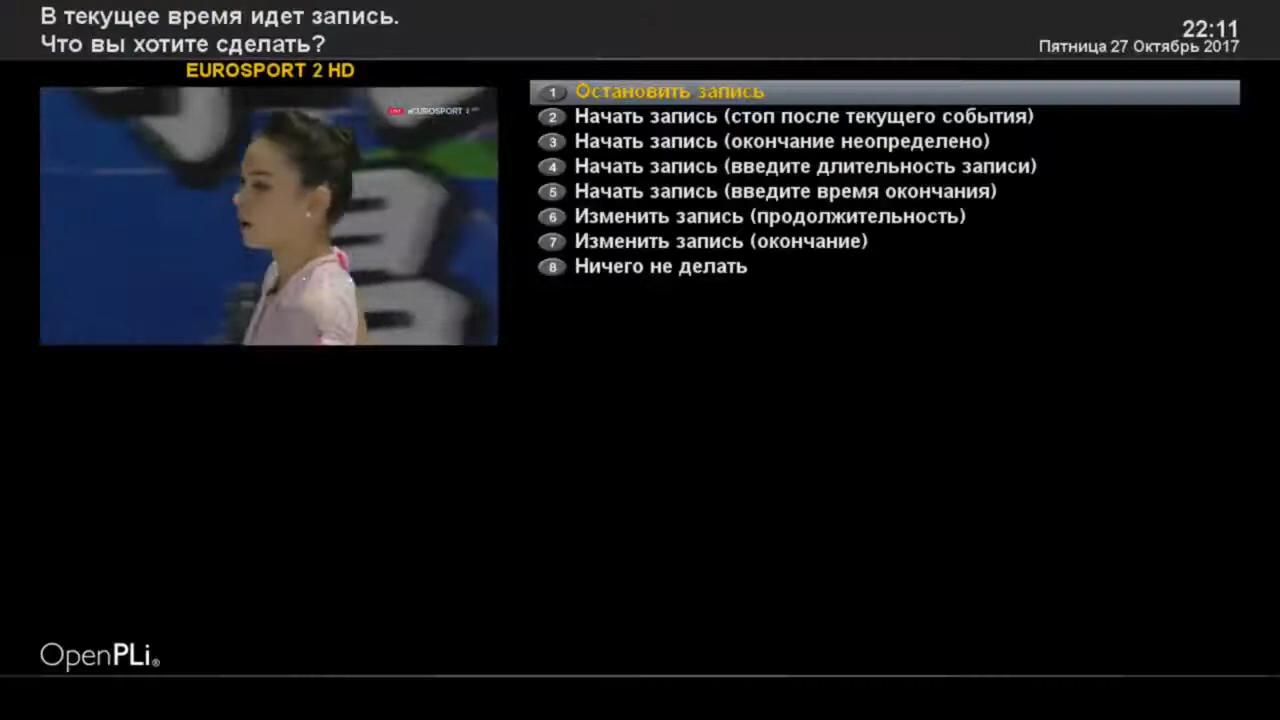 В текущее время идет запись.
Что вы хотите сделать?
22:11
Пятница 27 Октябрь 2017
EUROSPORT 2 HD
LIVE EUROSPORT 2
1 Остановить запись
2 Начать запись (стоп после текущего события)
3 Начать запись (окончание неопределено)
4 Начать запись (введите длительность записи)
5 Начать запись (введите время окончания)
6 Изменить запись (продолжительность)
7 Изменить запись (окончание)
8 Ничего не делать
OpenPLi®